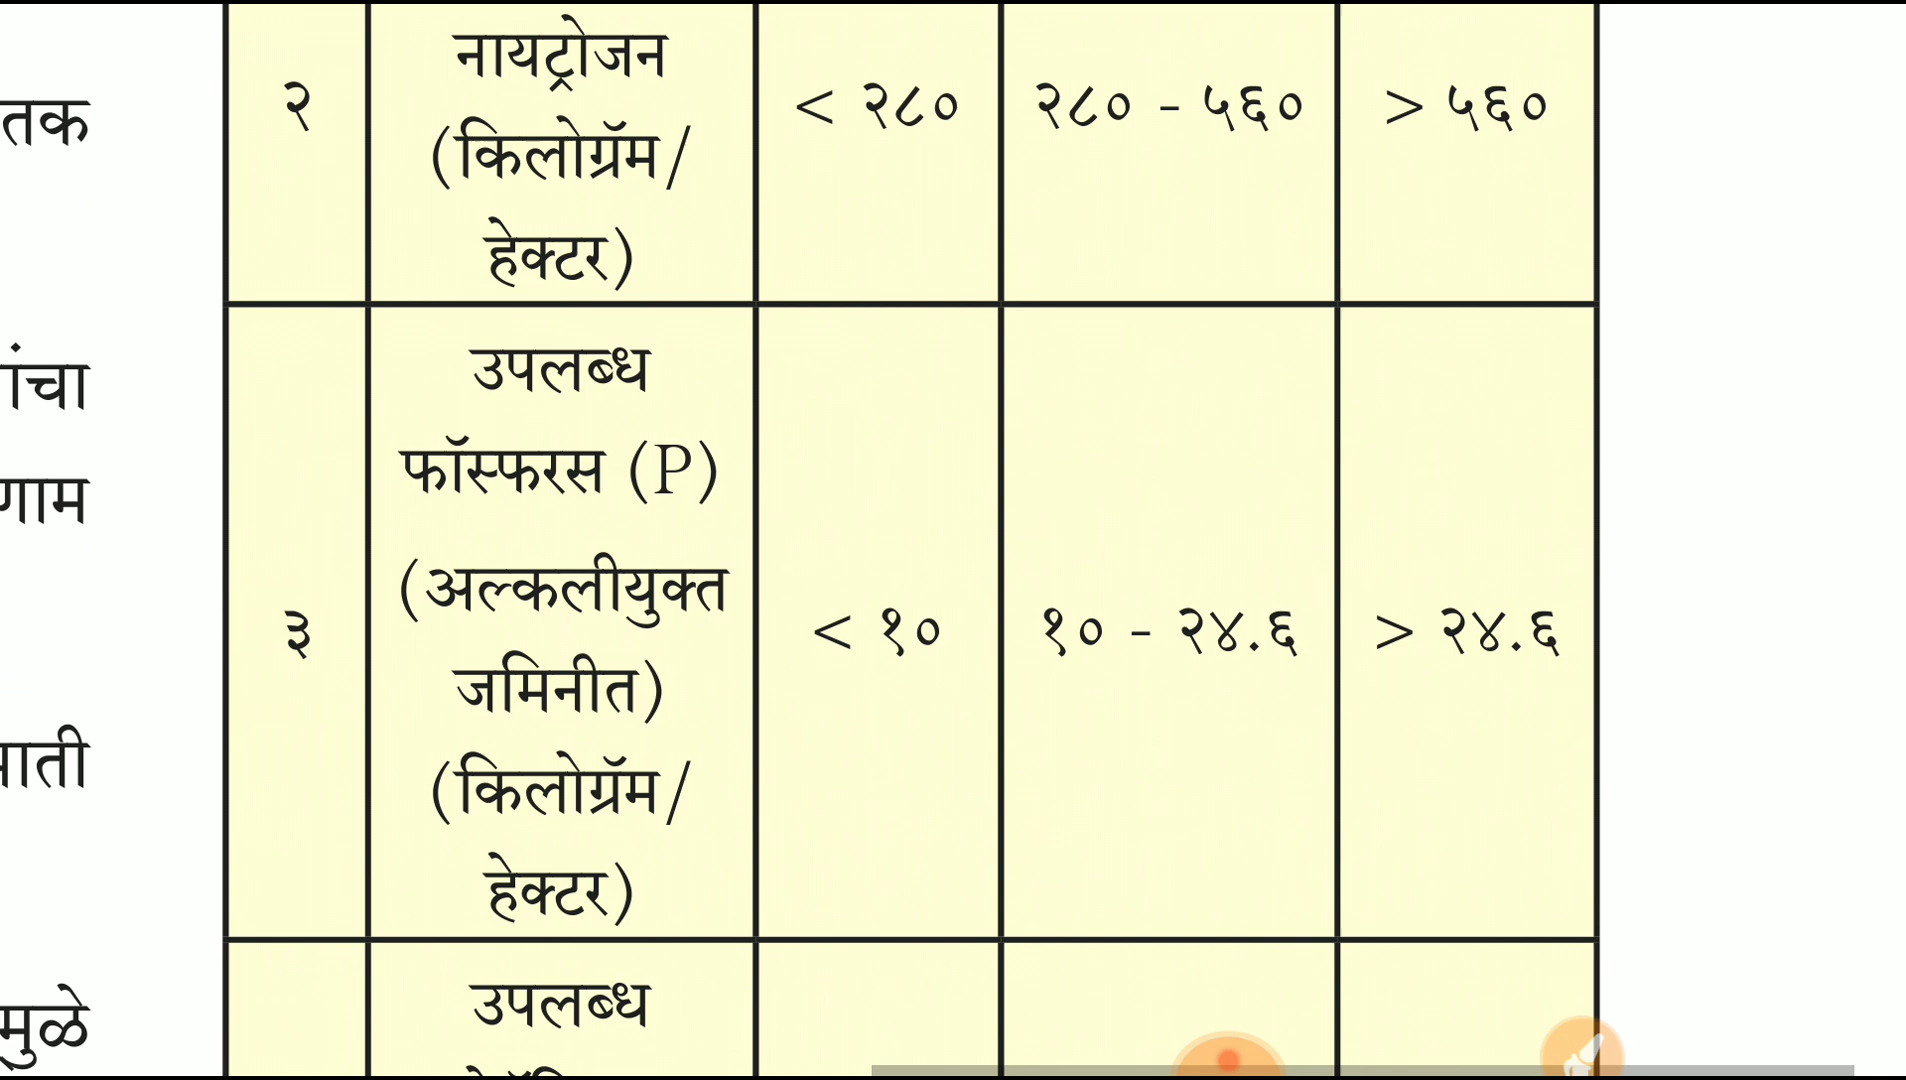 २
नायट्रोजन
(किलोग्रॅम/
हेक्टर)
< २८०
२८० - ५६०
> ५६०
३
उपलब्ध
फॉस्फरस (P)
(अल्कलीयुक्त
जमिनीत)
(किलोग्रॅम/
हेक्टर)
< १०
१० - २४.६
> २४.६
उपलब्ध